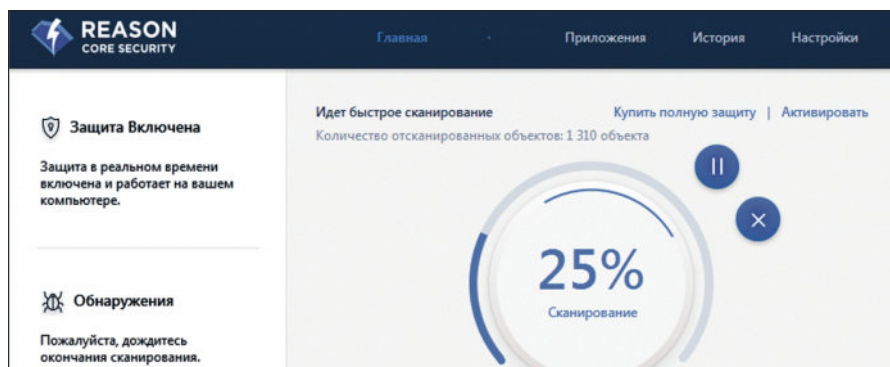 REASON
CORE SECURITY
Главная
Приложения
История
Настройки
Защита Включена
Защита в реальном времени
включена и работает на вашем
компьютере.
Обнаружения
Пожалуйста, дождитесь
окончания сканирования.
Идет быстрое сканирование
Купить полную защиту | Активировать
Количество отсканированных объектов: 1 310 объекта
25%
Сканирование